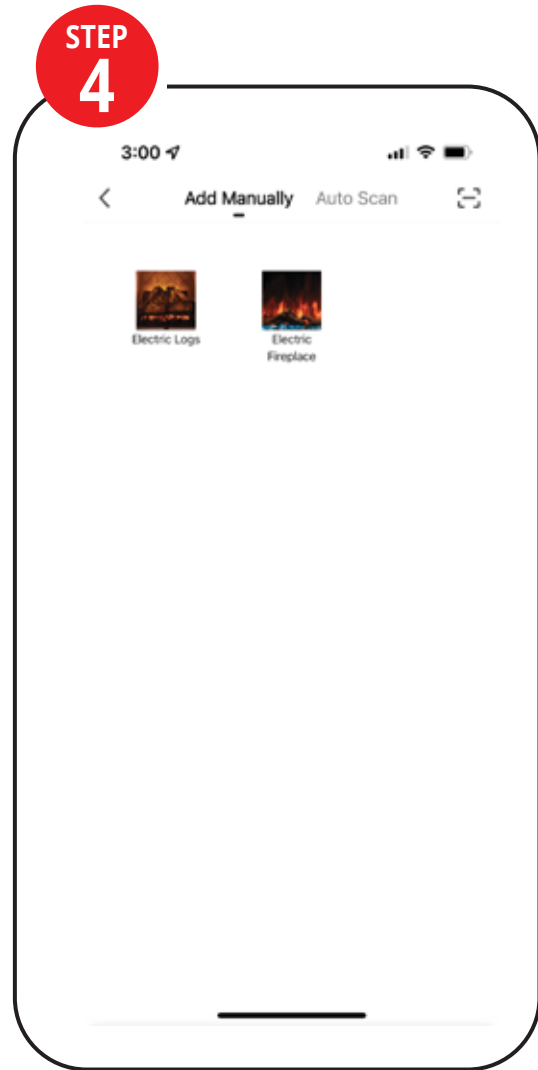 STEP
4
3:00
Add Manually Auto Scan
Electric Logs Electric
Fireplace